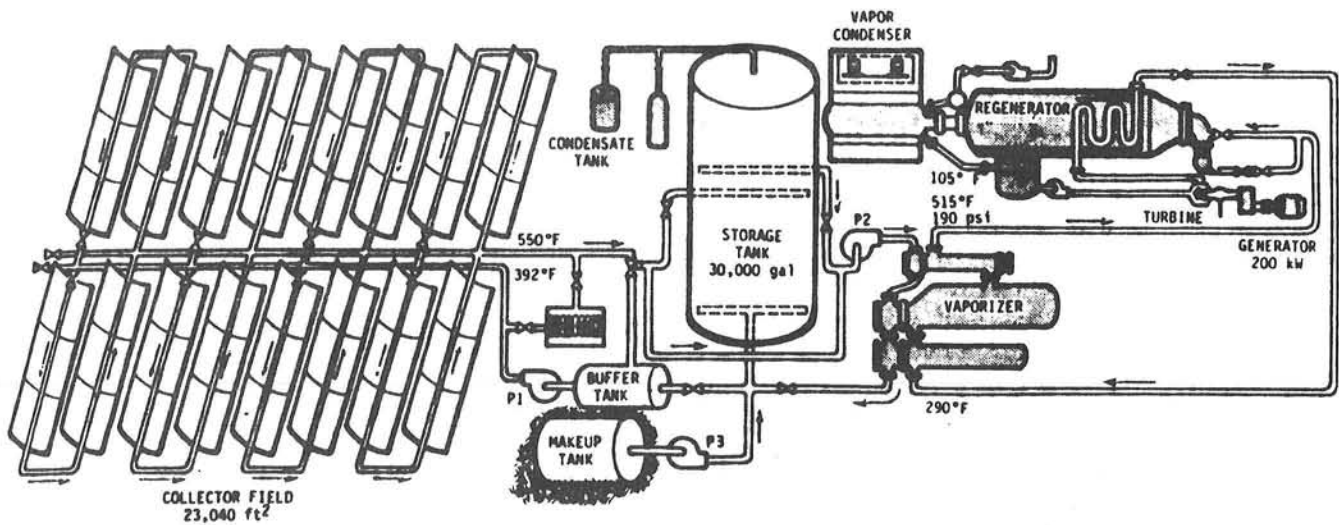 VAPOR
CONDENSER
CONDENSATE
TANK
REGENERATOR
105° F
515°F
190 psi
TURBINE
GENERATOR
200 kW
550°F
392°F
STORAGE
TANK
30,000 gal
P2
VAPORIZER
P1
BUFFER
TANK
290°F
MAKEUP
TANK
P3
COLLECTOR FIELD
23,040 ft²